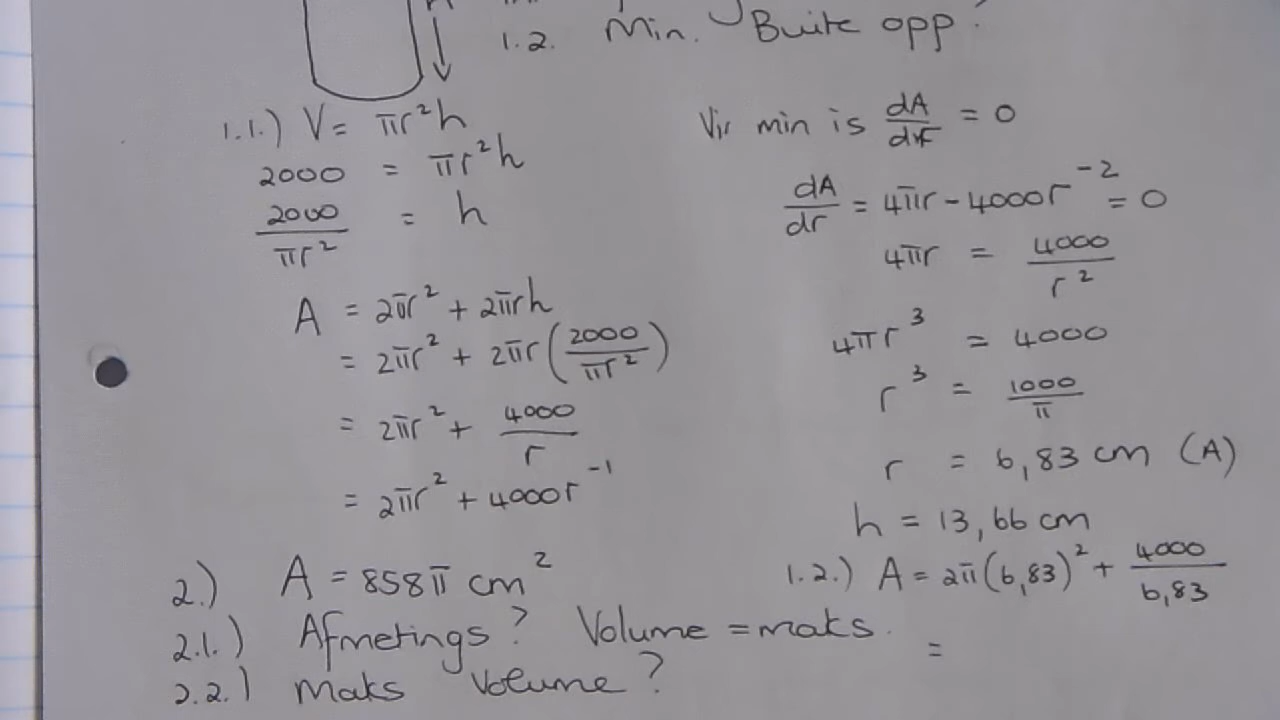 1.2. Min. Buite opp?
1.1.) V = πr²h
2000 = πr²h
2000/πr² = h
A = 2πr² + 2πrh
= 2πr² + 2πr(2000/πr²)
= 2πr² + 4000/r
= 2πr² + 4000r⁻¹
Vir min is dA/dr = 0
dA/dr = 4πr - 4000r⁻² = 0
4πr = 4000/r²
4πr³ = 4000
r³ = 1000/π
r = 6,83 cm (A)
h = 13,66 cm
1.2.) A = 2π(6,83)² + 4000/6,83
=
2.) A = 858π cm²
2.1.) Afmetings? Volume = maks.
2.2.) Maks Volume?